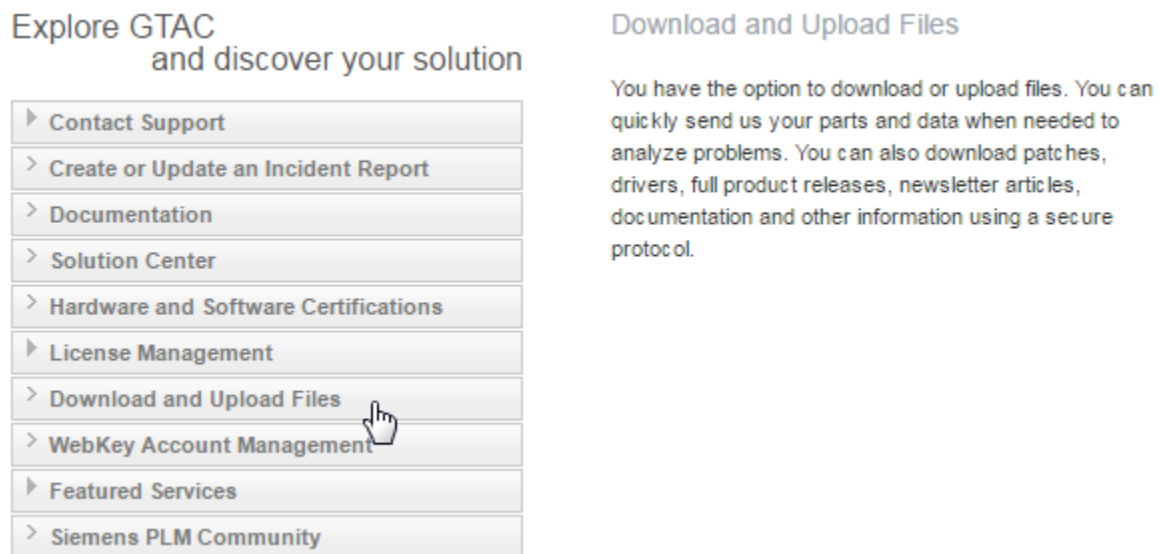 Explore GTAC
and discover your solution
Contact Support
Create or Update an Incident Report
Documentation
Solution Center
Hardware and Software Certifications
License Management
Download and Upload Files
WebKey Account Management
Featured Services
Siemens PLM Community
Download and Upload Files
You have the option to download or upload files. You can
quickly send us your parts and data when needed to
analyze problems. You can also download patches,
drivers, full product releases, newsletter articles,
documentation and other information using a secure
protocol.